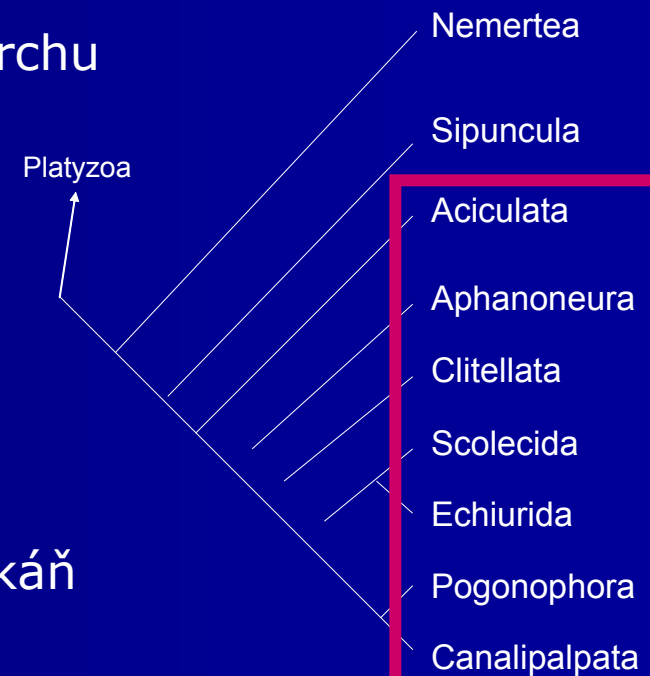 rchu
Platyzoa
káň
Nemertea
Sipuncula
Aciculata
Aphanoneura
Clitellata
Scolecida
Echiurida
Pogonophora
Canalipalpata